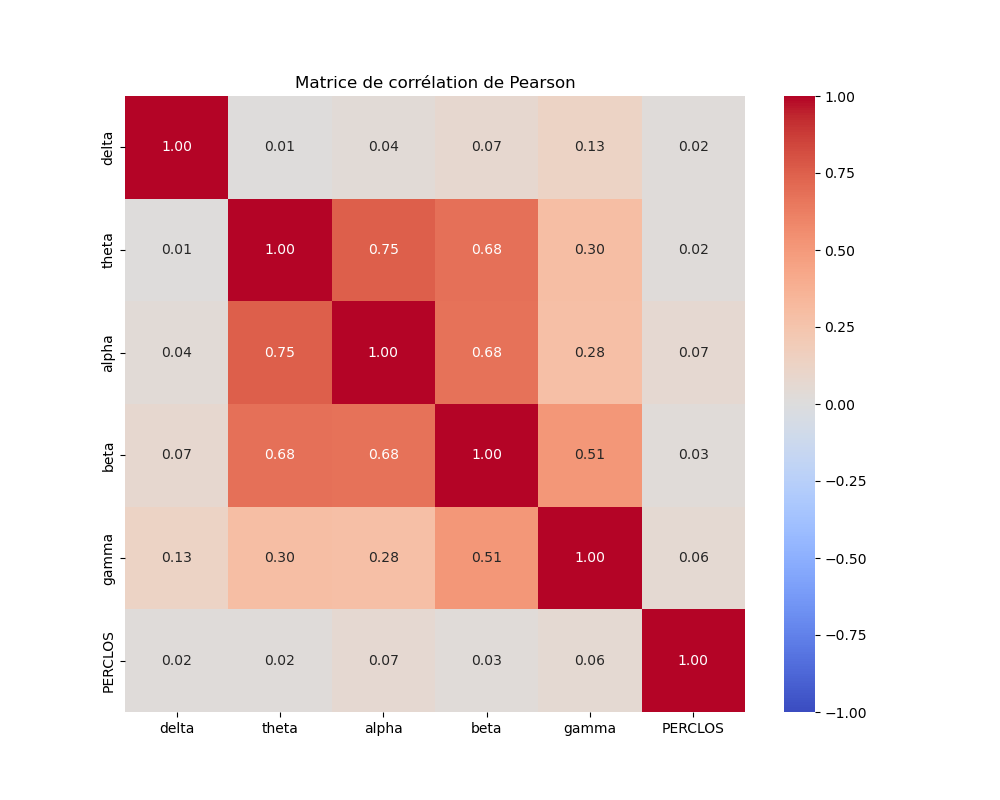 Matrice de corrélation de Pearson
delta 1.00 0.01 0.04 0.07 0.13 0.02
theta 0.01 1.00 0.75 0.68 0.30 0.02
alpha 0.04 0.75 1.00 0.68 0.28 0.07
beta 0.07 0.68 0.68 1.00 0.51 0.03
gamma 0.13 0.30 0.28 0.51 1.00 0.06
PERCLOS 0.02 0.02 0.07 0.03 0.06 1.00
delta theta alpha beta gamma PERCLOS
1.00
0.75
0.50
0.25
0.00
−0.25
−0.50
−0.75
−1.00